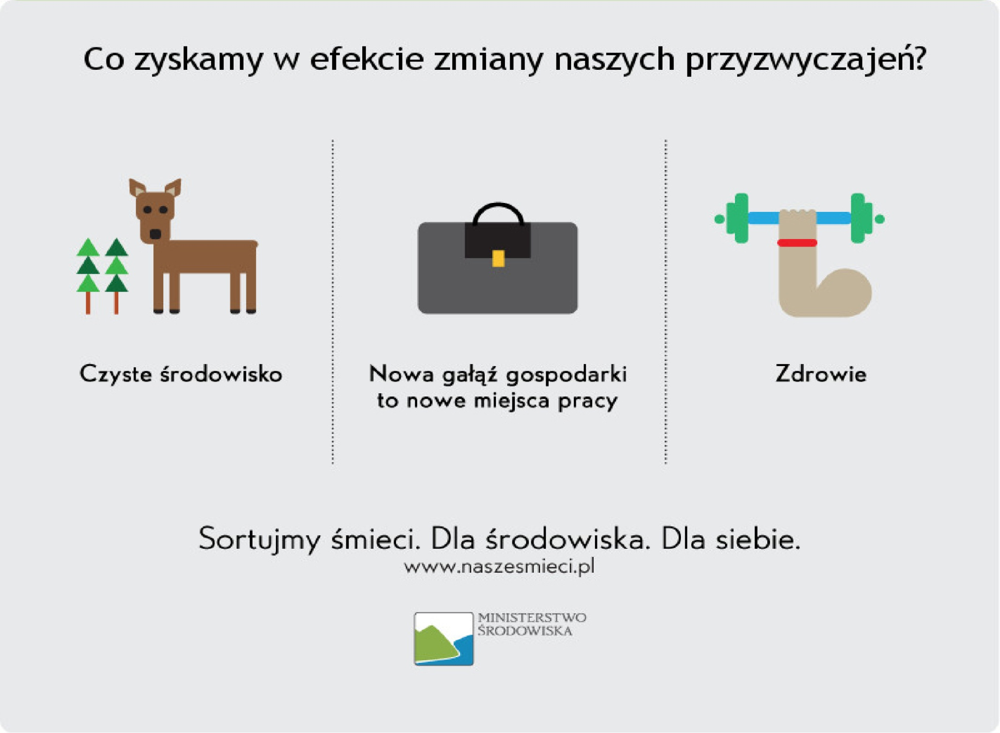 Co zyskamy w efekcie zmiany naszych przyzwyczajeń?
Czyste środowisko
Nowa gałąź gospodarki
to nowe miejsca pracy
Zdrowie
Sortujmy śmieci. Dla środowiska. Dla siebie.
www.naszesmieci.pl
MINISTERSTWO
ŚRODOWISKA